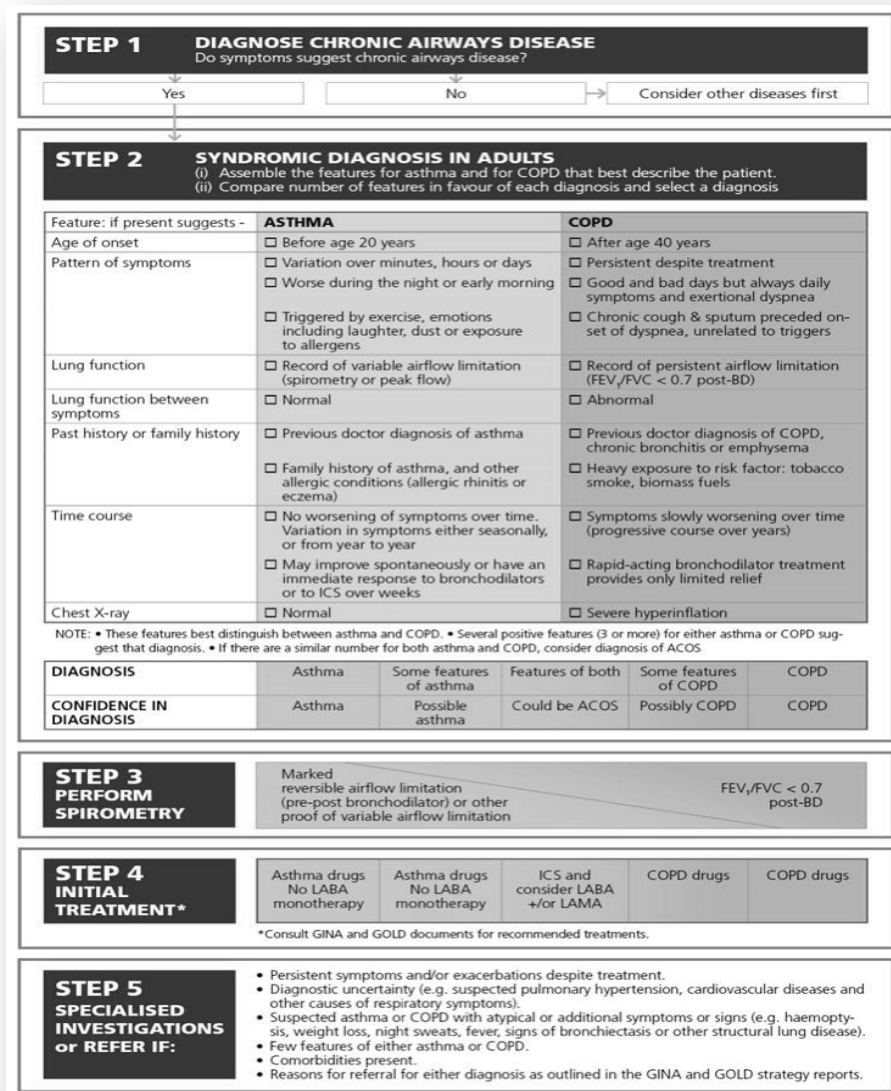 STEP 1
DIAGNOSE CHRONIC AIRWAYS DISEASE
Do symptoms suggest chronic airways disease?
Yes
No
Consider other diseases first
STEP 2
SYNDROMIC DIAGNOSIS IN ADULTS
(i) Assemble the features for asthma and for COPD that best describe the patient.
(ii) Compare number of features in favour of each diagnosis and select a diagnosis
Feature: if present suggests -
ASTHMA
COPD
Age of onset
☐ Before age 20 years
☐ After age 40 years
Pattern of symptoms
☐ Variation over minutes, hours or days
☐ Persistent despite treatment
☐ Worse during the night or early morning
☐ Good and bad days but always daily
symptoms and exertional dyspnea
☐ Triggered by exercise, emotions
including laughter, dust or exposure
to allergens
☐ Chronic cough & sputum preceded on-
set of dyspnea, unrelated to triggers
Lung function
☐ Record of variable airflow limitation
(spirometry or peak flow)
☐ Record of persistent airflow limitation
(FEV₁/FVC < 0.7 post-BD)
Lung function between
symptoms
☐ Normal
☐ Abnormal
Past history or family history
☐ Previous doctor diagnosis of asthma
☐ Previous doctor diagnosis of COPD,
chronic bronchitis or emphysema
☐ Family history of asthma, and other
allergic conditions (allergic rhinitis or
eczema)
☐ Heavy exposure to risk factor: tobacco
smoke, biomass fuels
Time course
☐ No worsening of symptoms over time.
Variation in symptoms either seasonally,
or from year to year
☐ Symptoms slowly worsening over time
(progressive course over years)
☐ May improve spontaneously or have an
immediate response to bronchodilators
or to ICS over weeks
☐ Rapid-acting bronchodilator treatment
provides only limited relief
Chest X-ray
☐ Normal
☐ Severe hyperinflation
NOTE: • These features best distinguish between asthma and COPD. • Several positive features (3 or more) for either asthma or COPD sug-
gest that diagnosis. • If there are a similar number for both asthma and COPD, consider diagnosis of ACOS
DIAGNOSIS
Asthma
Some features
of asthma
Features of both
Some features
of COPD
COPD
CONFIDENCE IN
DIAGNOSIS
Asthma
Possible
asthma
Could be ACOS
Possibly COPD
COPD
STEP 3
PERFORM
SPIROMETRY
Marked
reversible airflow limitation
(pre-post bronchodilator) or other
proof of variable airflow limitation
FEV₁/FVC < 0.7
post-BD
STEP 4
INITIAL
TREATMENT*
Asthma drugs
No LABA
monotherapy
Asthma drugs
No LABA
monotherapy
ICS and
consider LABA
+/or LAMA
COPD drugs
COPD drugs
*Consult GINA and GOLD documents for recommended treatments.
STEP 5
SPECIALISED
INVESTIGATIONS
or REFER IF:
• Persistent symptoms and/or exacerbations despite treatment.
• Diagnostic uncertainty (e.g. suspected pulmonary hypertension, cardiovascular diseases and
other causes of respiratory symptoms).
• Suspected asthma or COPD with atypical or additional symptoms or signs (e.g. haemopty-
sis, weight loss, night sweats, fever, signs of bronchiectasis or other structural lung disease).
• Few features of either asthma or COPD.
• Comorbidities present.
• Reasons for referral for either diagnosis as outlined in the GINA and GOLD strategy reports.